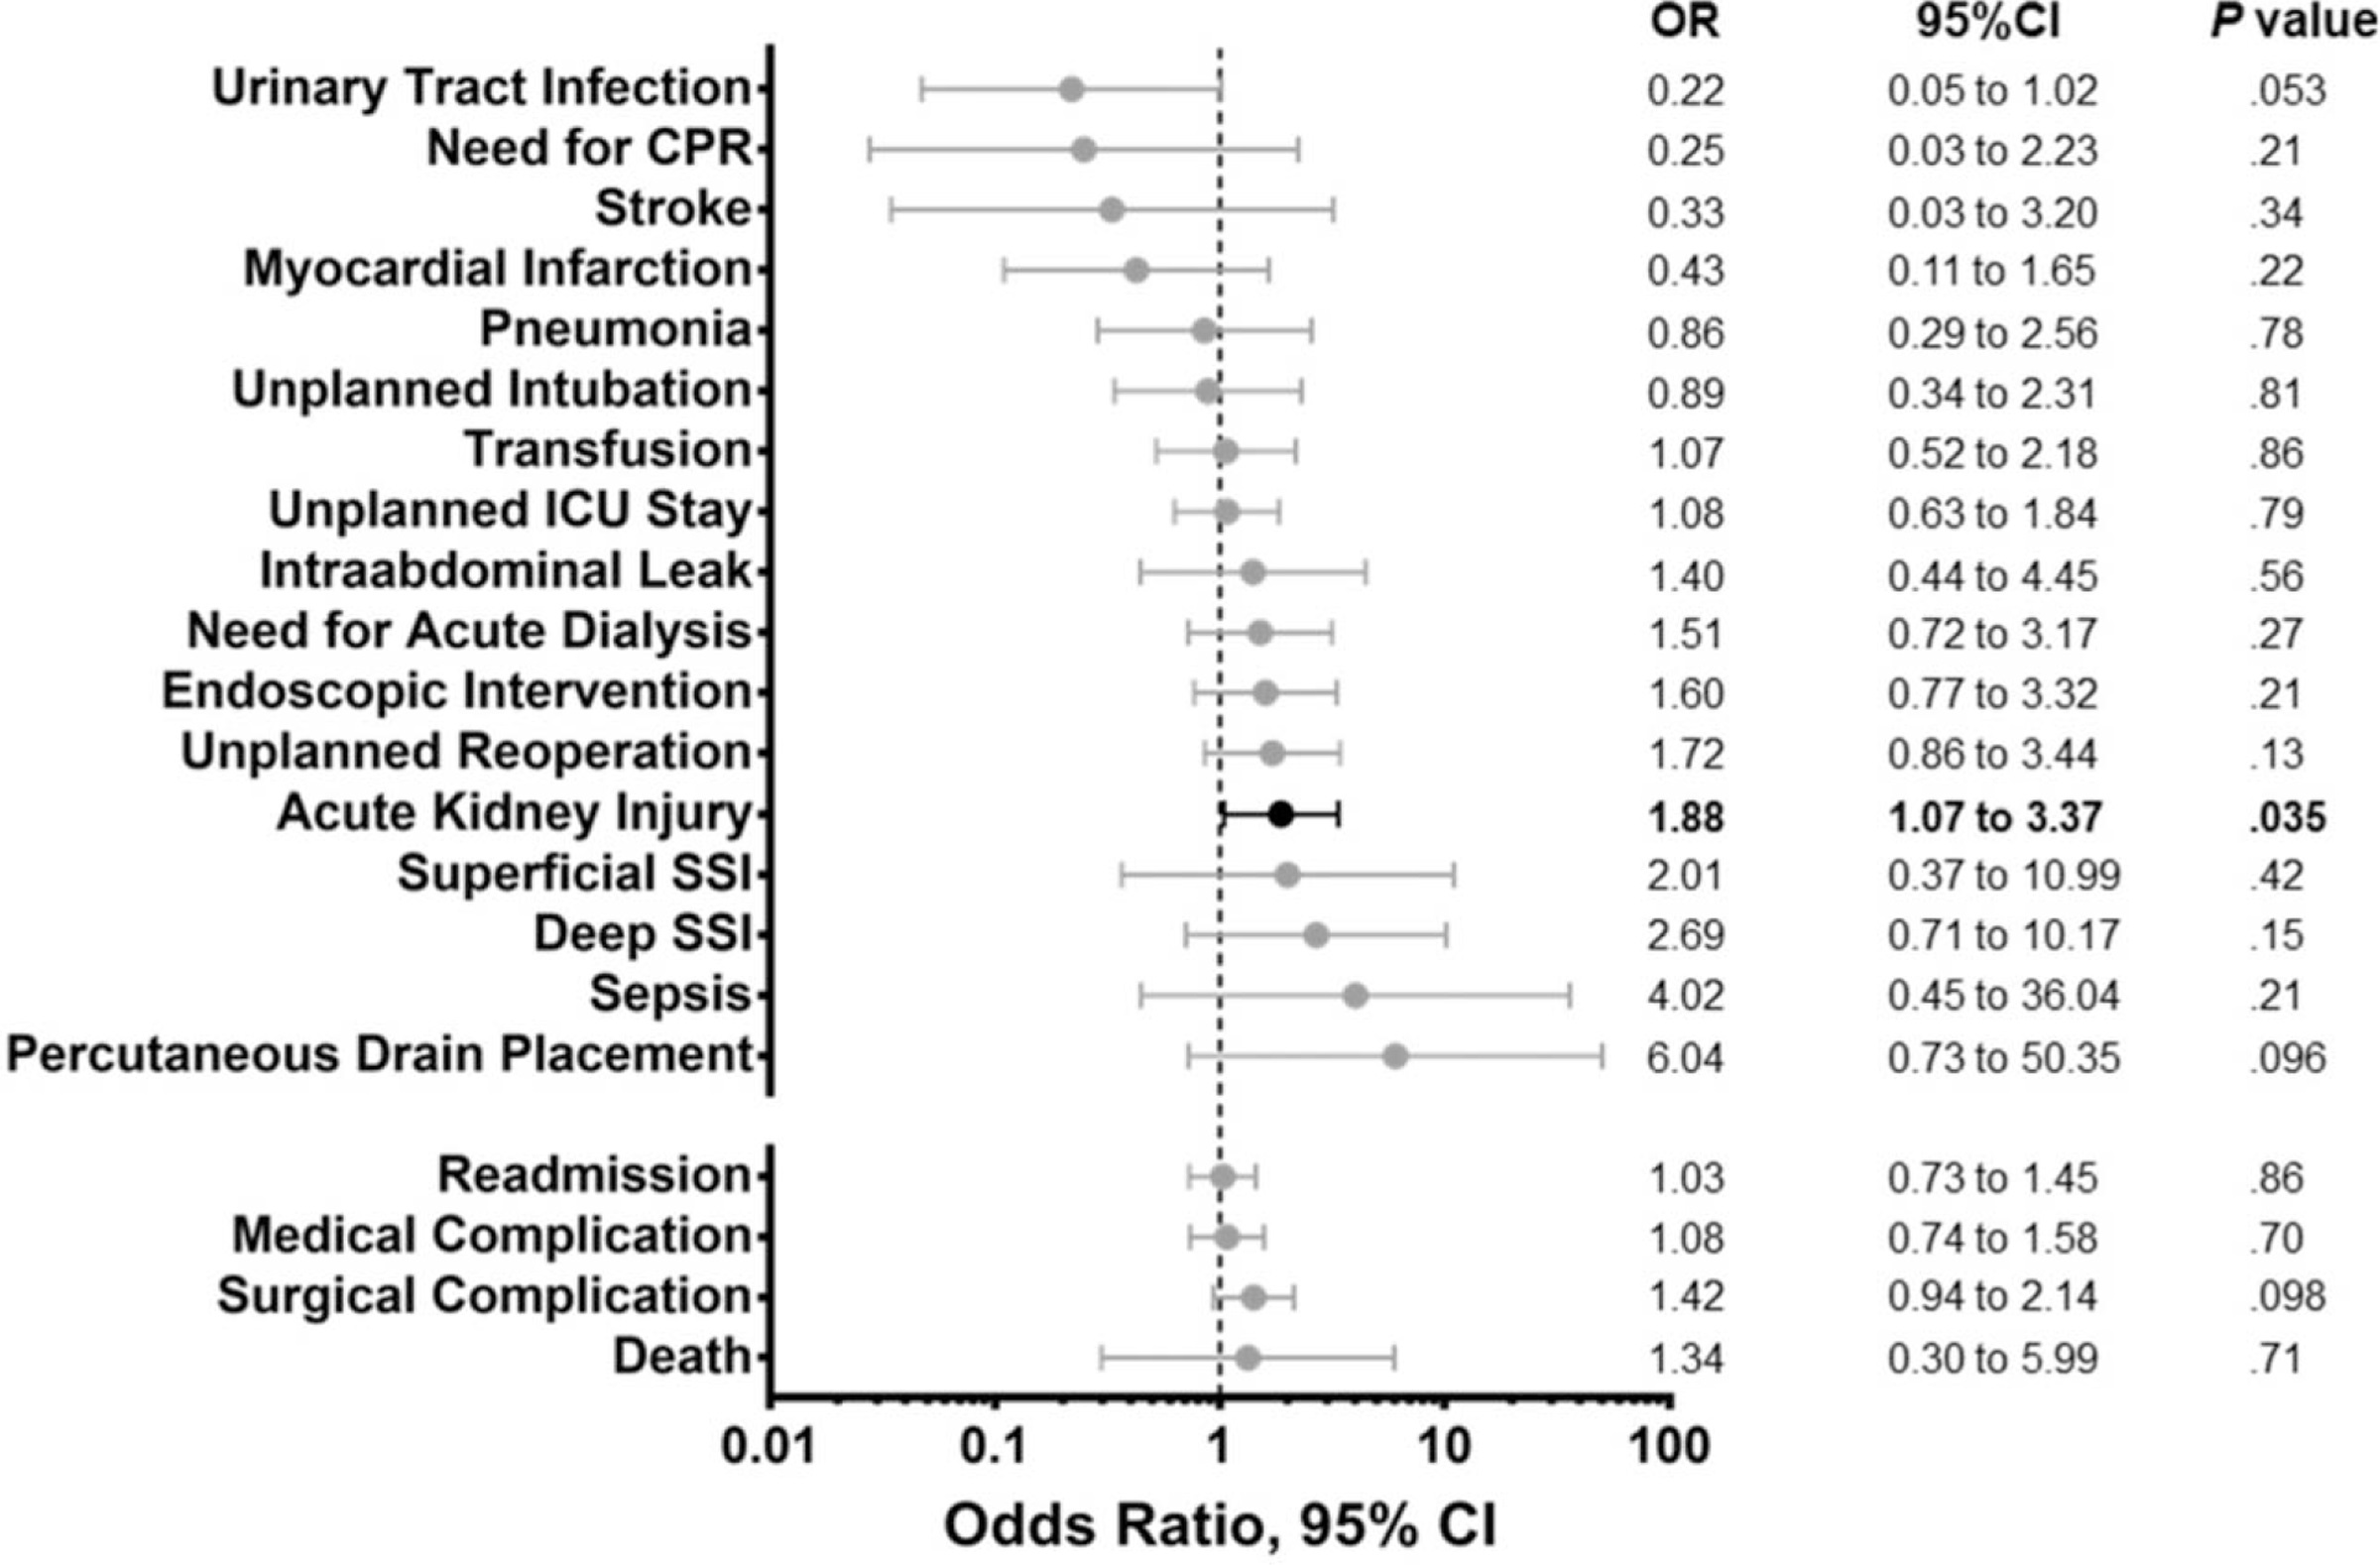 OR 95%CI P value
Urinary Tract Infection 0.22 0.05 to 1.02 .053
Need for CPR 0.25 0.03 to 2.23 .21
Stroke 0.33 0.03 to 3.20 .34
Myocardial Infarction 0.43 0.11 to 1.65 .22
Pneumonia 0.86 0.29 to 2.56 .78
Unplanned Intubation 0.89 0.34 to 2.31 .81
Transfusion 1.07 0.52 to 2.18 .86
Unplanned ICU Stay 1.08 0.63 to 1.84 .79
Intraabdominal Leak 1.40 0.44 to 4.45 .56
Need for Acute Dialysis 1.51 0.72 to 3.17 .27
Endoscopic Intervention 1.60 0.77 to 3.32 .21
Unplanned Reoperation 1.72 0.86 to 3.44 .13
Acute Kidney Injury 1.88 1.07 to 3.37 .035
Superficial SSI 2.01 0.37 to 10.99 .42
Deep SSI 2.69 0.71 to 10.17 .15
Sepsis 4.02 0.45 to 36.04 .21
Percutaneous Drain Placement 6.04 0.73 to 50.35 .096
Readmission 1.03 0.73 to 1.45 .86
Medical Complication 1.08 0.74 to 1.58 .70
Surgical Complication 1.42 0.94 to 2.14 .098
Death 1.34 0.30 to 5.99 .71
0.01 0.1 1 10 100
Odds Ratio, 95% CI